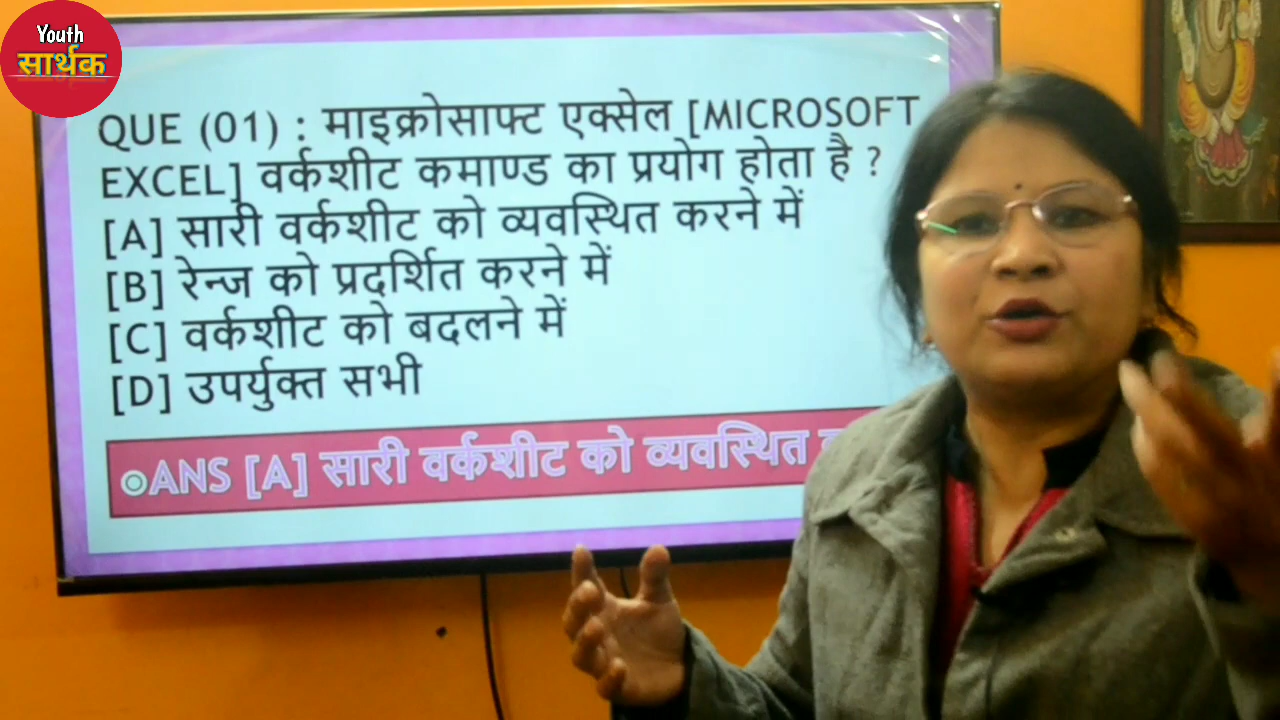 Youth
सार्थक
QUE (01) : माइक्रोसाफ्ट एक्सेल [MICROSOFT
EXCEL] वर्कशीट कमाण्ड का प्रयोग होता है ?
[A] सारी वर्कशीट को व्यवस्थित करने में
[B] रेन्ज को प्रदर्शित करने में
[C] वर्कशीट को बदलने में
[D] उपर्युक्त सभी
ANS [A] सारी वर्कशीट को व्यवस्थित